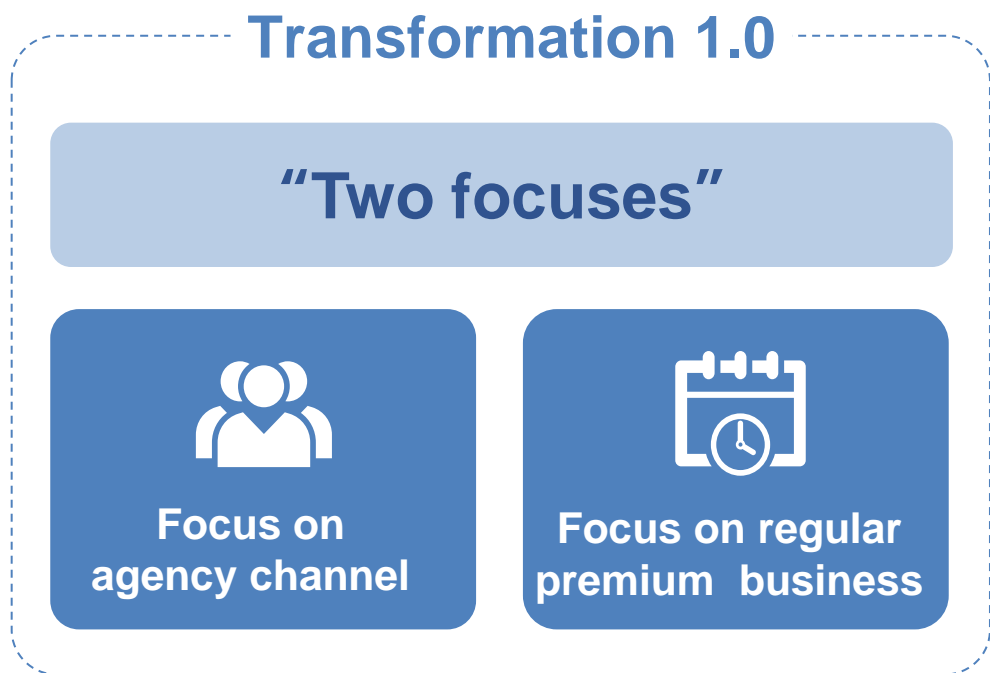 Transformation 1.0
“Two focuses”
Focus on
agency channel
Focus on regular
premium business